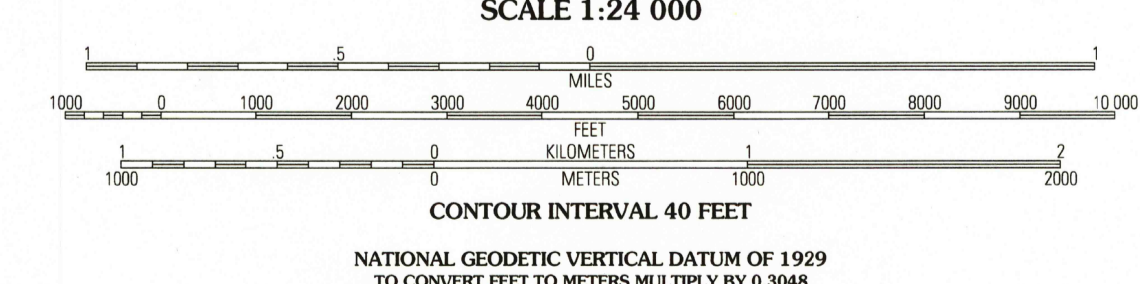 SCALE 1:24 000
1 .5 0 1
MILES
1000 0 1000 2000 3000 4000 5000 6000 7000 8000 9000 10 000
FEET
1 .5 0 KILOMETERS 1 2
1000 0 METERS 1000 2000
CONTOUR INTERVAL 40 FEET
NATIONAL GEODETIC VERTICAL DATUM OF 1929
TO CONVERT FEET TO METERS MULTIPLY BY 0.3048